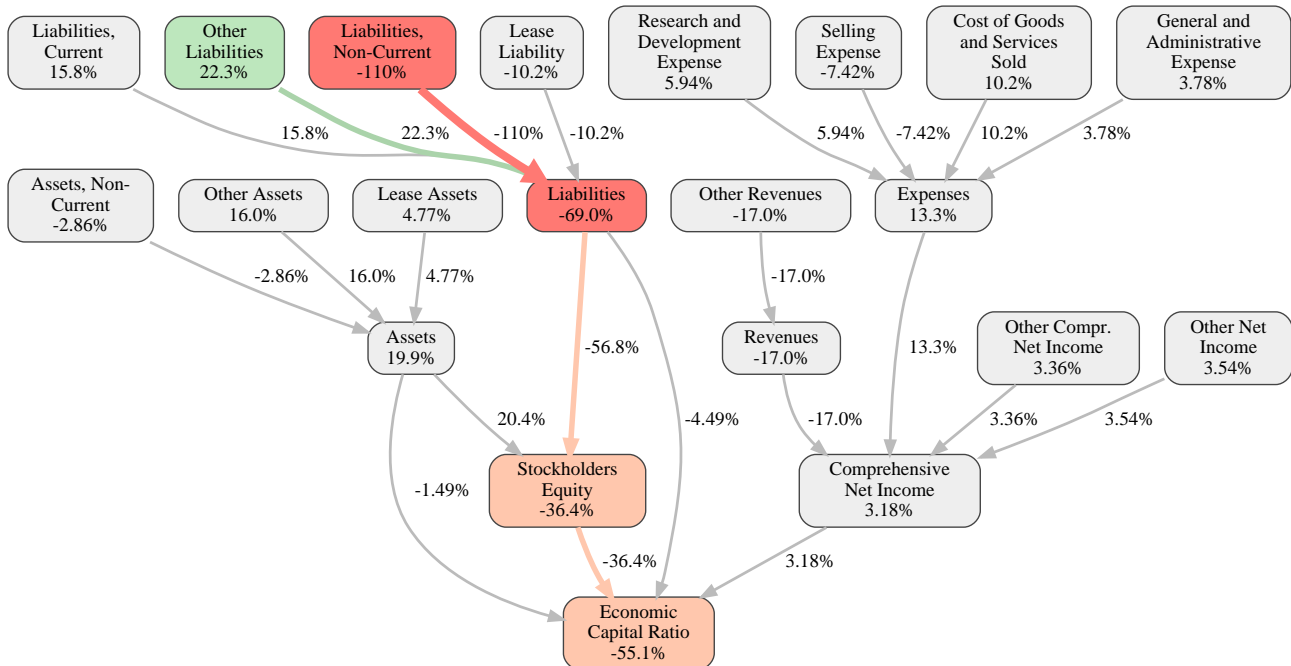 Liabilities,
Current
15.8%
Other
Liabilities
22.3%
Liabilities,
Non-Current
-110%
Lease
Liability
-10.2%
Research and
Development
Expense
5.94%
Selling
Expense
-7.42%
Cost of Goods
and Services
Sold
10.2%
General and
Administrative
Expense
3.78%
15.8%
22.3%
-110%
-10.2%
5.94%
-7.42%
10.2%
3.78%
Assets, Non-
Current
-2.86%
Other Assets
16.0%
Lease Assets
4.77%
Liabilities
-69.0%
Other Revenues
-17.0%
Expenses
13.3%
-2.86%
16.0%
4.77%
-17.0%
Assets
19.9%
-56.8%
Revenues
-17.0%
13.3%
Other Compr.
Net Income
3.36%
Other Net
Income
3.54%
20.4%
-4.49%
-17.0%
3.36%
3.54%
-1.49%
Stockholders
Equity
-36.4%
Comprehensive
Net Income
3.18%
-36.4%
3.18%
Economic
Capital Ratio
-55.1%